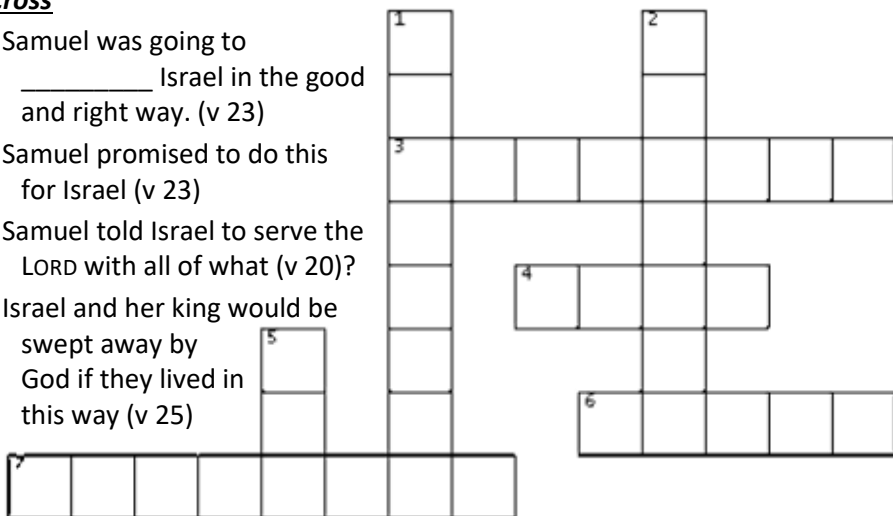 Samuel was going to
_________ Israel in the good
and right way. (v 23)
Samuel promised to do this
for Israel (v 23)
Samuel told Israel to serve the
LORD with all of what (v 20)?
Israel and her king would be
swept away by
God if they lived in
this way (v 25)
1
2
3
4
5
6
7